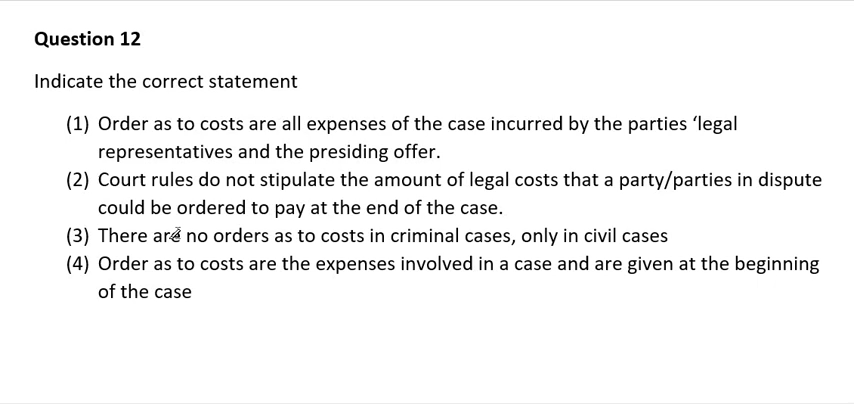 Question 12
Indicate the correct statement
(1) Order as to costs are all expenses of the case incurred by the parties ‘legal
representatives and the presiding offer.
(2) Court rules do not stipulate the amount of legal costs that a party/parties in dispute
could be ordered to pay at the end of the case.
(3) There are no orders as to costs in criminal cases, only in civil cases
(4) Order as to costs are the expenses involved in a case and are given at the beginning
of the case